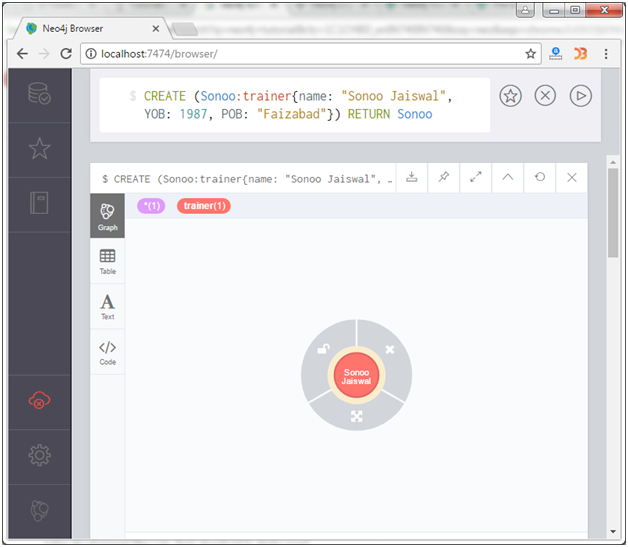 Neo4j Browser
localhost:7474/browser/
$ CREATE (Sonoo:trainer{name: "Sonoo Jaiswal",
YOB: 1987, POB: "Faizabad"}) RETURN Sonoo
$ CREATE (Sonoo:trainer{name: "Sonoo Jaiswal", …
*(1) trainer(1)
Graph
Table
A
Text
Code
Sonoo
Jaiswal